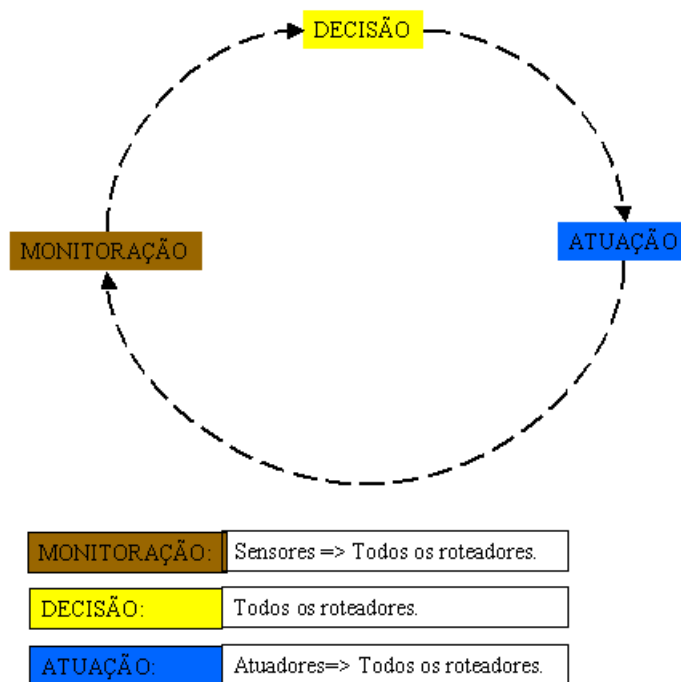 DECISÃO
MONITORAÇÃO
ATUAÇÃO
MONITORAÇÃO: Sensores => Todos os roteadores.
DECISÃO: Todos os roteadores.
ATUAÇÃO: Atuadores=> Todos os roteadores.